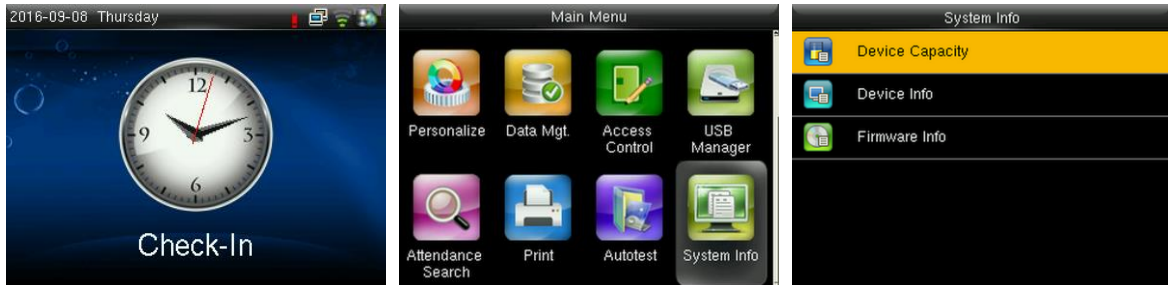 2016-09-08 Thursday
12
9
3
6
Check-In
Main Menu
Personalize
Data Mgt.
Access
Control
USB
Manager
Attendance
Search
Print
Autotest
System Info
System Info
Device Capacity
Device Info
Firmware Info